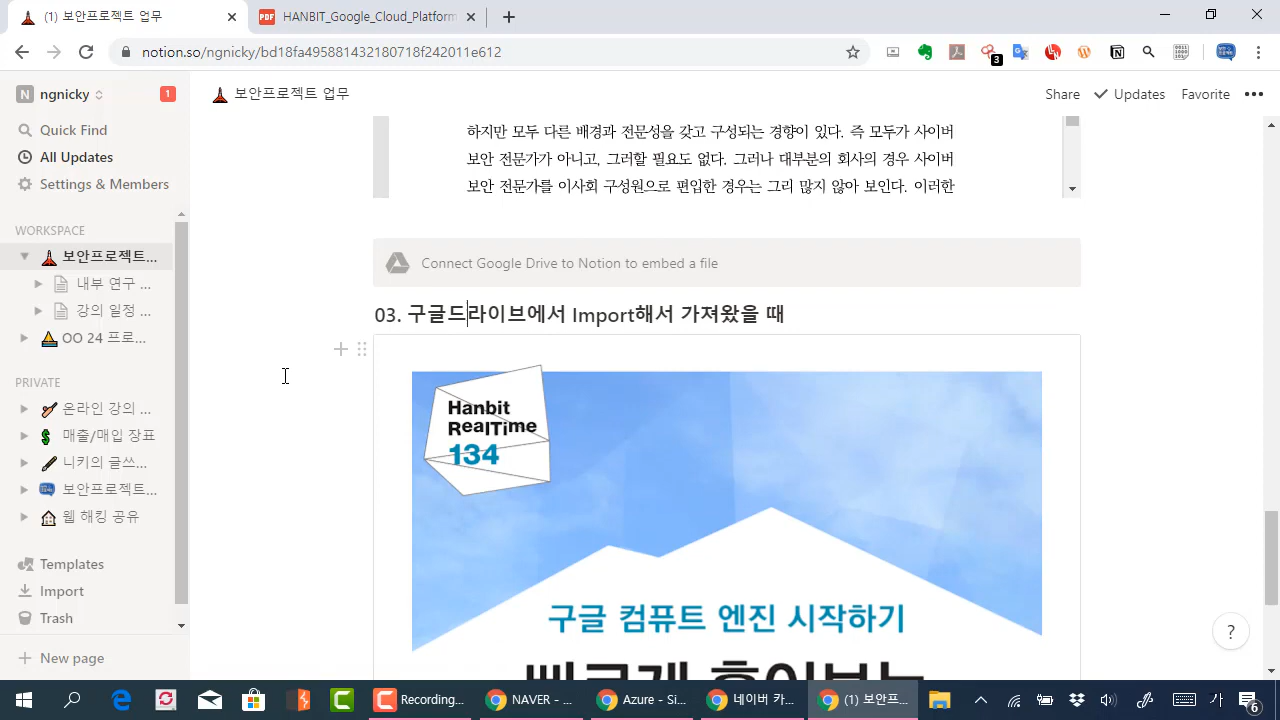 (1) 보안프로젝트 업무
HANBIT_Google_Cloud_Platform
notion.so/ngnicky/bd18fa495881432180718f242011e612
3
N ngnicky
1
보안프로젝트 업무
Share
Updates
Favorite
Quick Find
All Updates
Settings & Members
WORKSPACE
보안프로젝트...
내부 연구 ...
강의 일정 ...
OO 24 프로...
PRIVATE
온라인 강의 ...
매출/매입 장표
니키의 글쓰...
보안프로젝트...
웹 해킹 공유
Templates
Import
Trash
New page
하지만 모두 다른 배경과 전문성을 갖고 구성되는 경향이 있다. 즉 모두가 사이버
보안 전문가가 아니고, 그러할 필요도 없다. 그러나 대부분의 회사의 경우 사이버
보안 전문가를 이사회 구성원으로 편입한 경우는 그리 많지 않아 보인다. 이러한
Connect Google Drive to Notion to embed a file
03. 구글드라이브에서 Import해서 가져왔을 때
Hanbit
RealTime
134
구글 컴퓨트 엔진 시작하기
?
Recording...
NAVER - ...
Azure - Si...
네이버 카...
(1) 보안프...
가
6